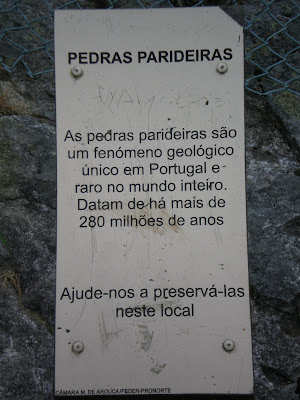 PEDRAS PARIDEIRAS
As pedras parideiras são
um fenómeno geológico
único em Portugal e
raro no mundo inteiro.
Datam de há mais de
280 milhões de anos
Ajude-nos a preservá-las
neste local
CÂMARA M. DE AROUCA/FEDER-PRONORTE